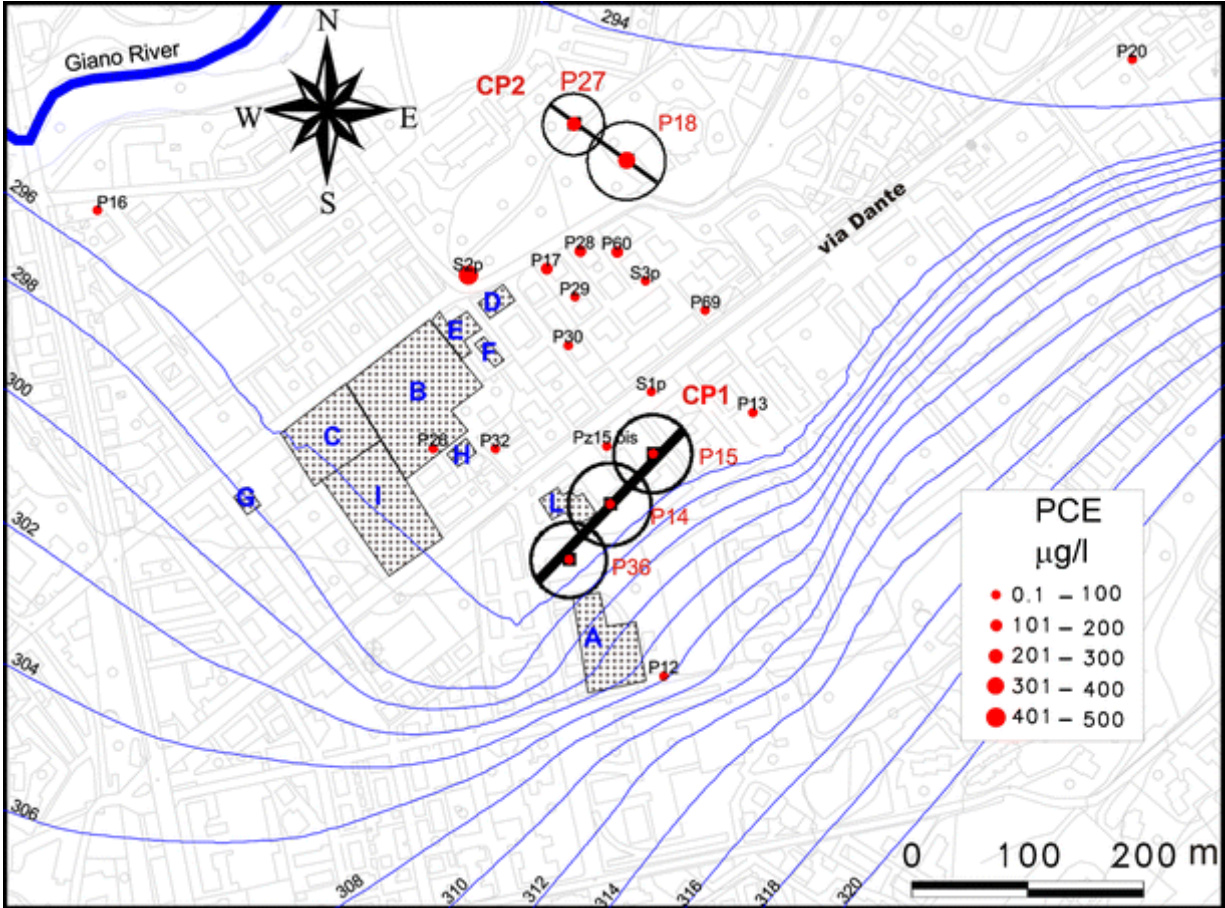 294
N
Giano River
P20
CP2
P27
W
E
P18
S
296
P16
via Dante
P28
P60
S2p
P17
S3p
298
D
P29
P69
E
F
P30
B
300
S1p
CP1
P13
C
Pz15 bis
P26
H
P32
P15
G
I
L
P14
302
PCE
µg/l
P36
0.1 – 100
101 – 200
A
201 – 300
304
P12
301 – 400
401 – 500
306
0 100 200 m
308
310
312
314
316
318
320